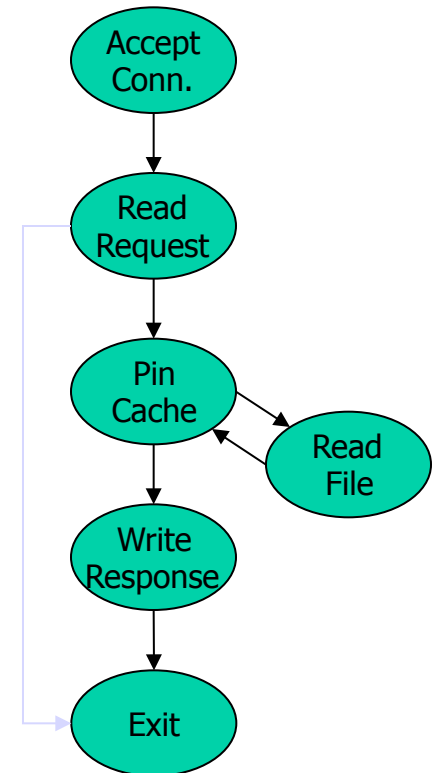 Accept
Conn.
Read
Request
Pin
Cache
Read
File
Write
Response
Exit